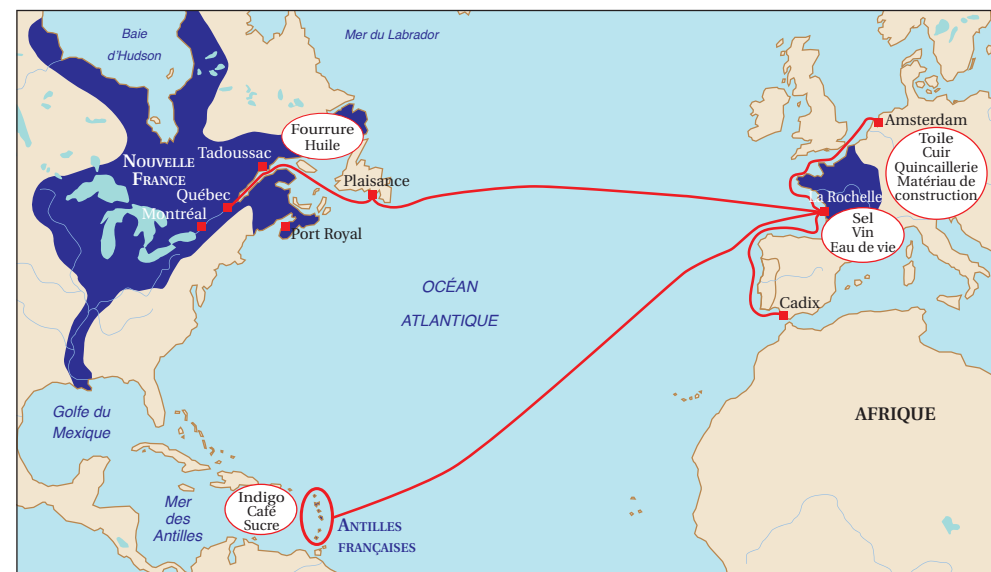 Baie
d'Hudson
Mer du Labrador
Fourrure
Huile
NOUVELLE
FRANCE
Tadoussac
Québec
Montréal
Plaisance
Port Royal
Amsterdam
Toile
Cuir
Quincaillerie
Matériau de
construction
La Rochelle
Sel
Vin
Eau de vie
Cadix
OCÉAN
ATLANTIQUE
AFRIQUE
Golfe du
Mexique
Mer
des
Antilles
Indigo
Café
Sucre
ANTILLES
FRANÇAISES